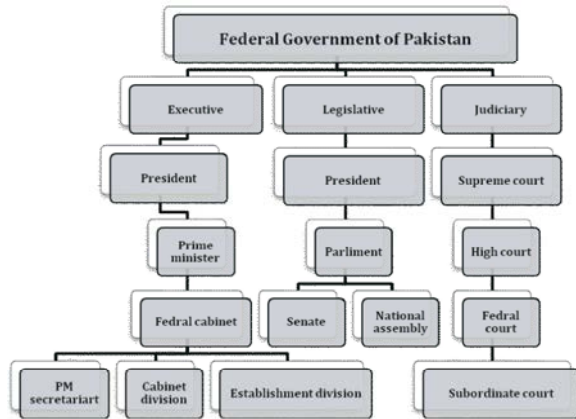 Federal Government of Pakistan
Executive
Legislative
Judiciary
President
President
Supreme court
Prime
minister
Parliment
High court
Fedral cabinet
Senate
National
assembly
Fedral
court
PM
secretariart
Cabinet
division
Establishment division
Subordinate court